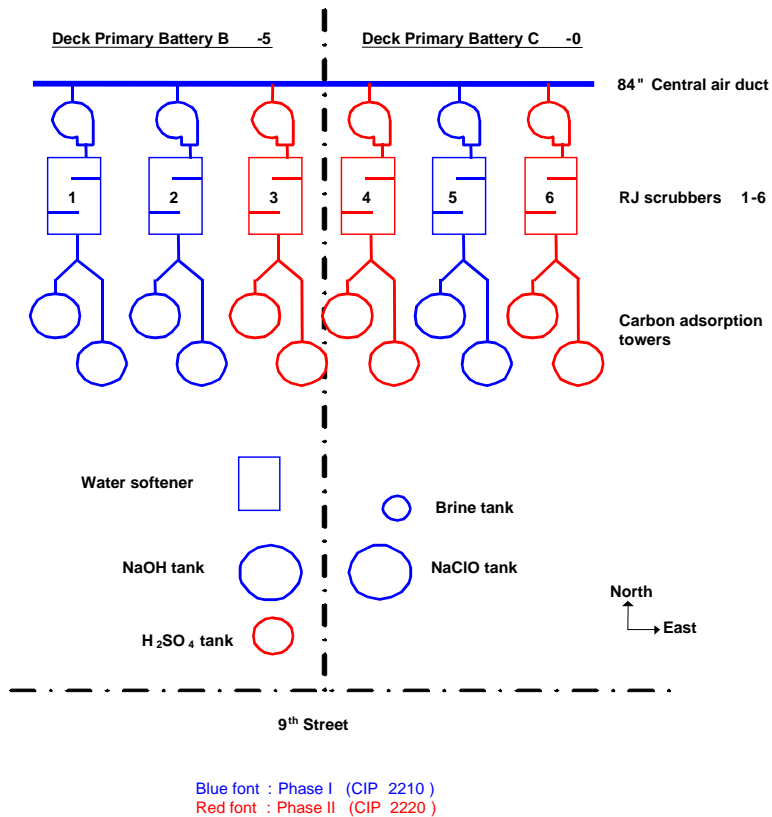 Deck Primary Battery B -5
Deck Primary Battery C -0
84" Central air duct
1 2 3 4 5 6
RJ scrubbers 1-6
Carbon adsorption
towers
Water softener
Brine tank
NaOH tank
NaClO tank
North
East
H₂SO₄ tank
9th Street
Blue font : Phase I (CIP 2210 )
Red font : Phase II (CIP 2220 )